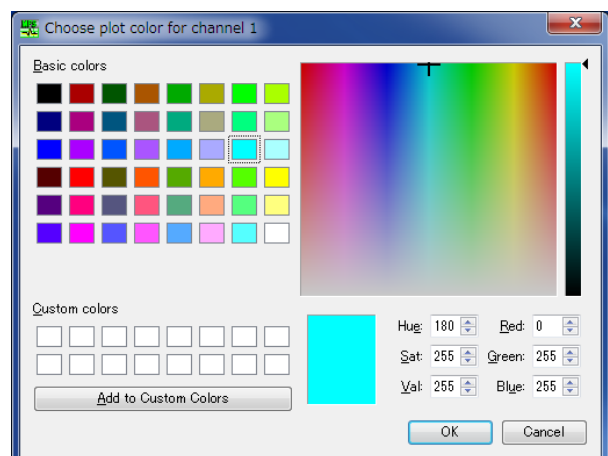 Choose plot color for channel 1
Basic colors
Custom colors
Add to Custom Colors
Hue: 180 Red: 0
Sat: 255 Green: 255
Val: 255 Blue: 255
OK Cancel